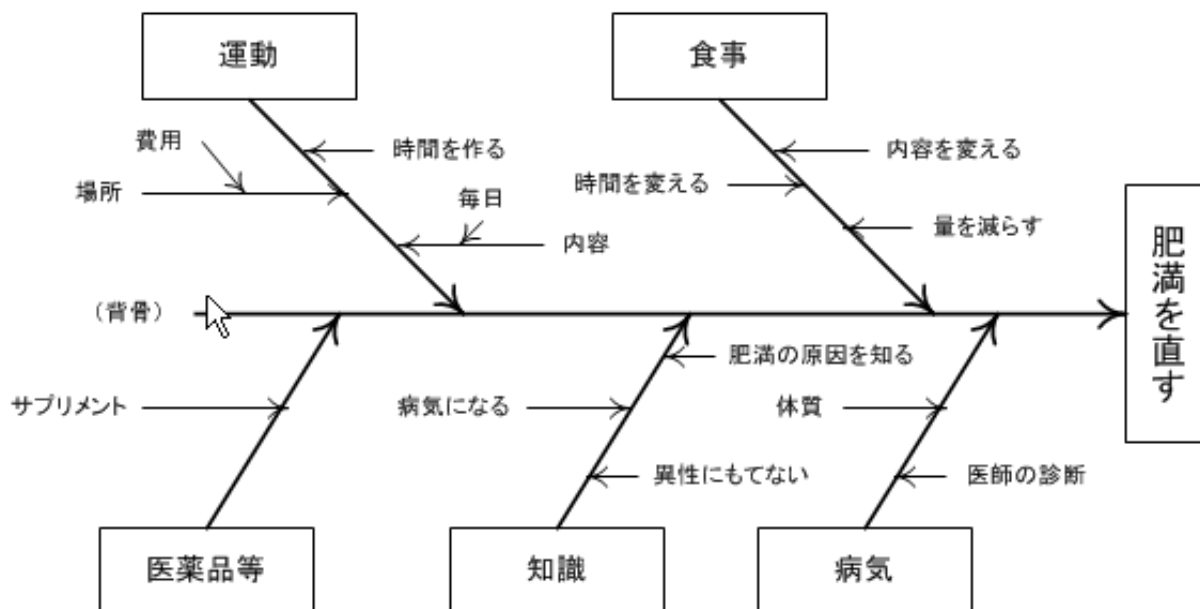 運動
食事
費用
時間を作る
内容を変える
場所
毎日
時間を変える
内容
量を減らす
(背骨)
肥満を直す
肥満の原因を知る
サプリメント
病気になる
体質
異性にもてない
医師の診断
医薬品等
知識
病気